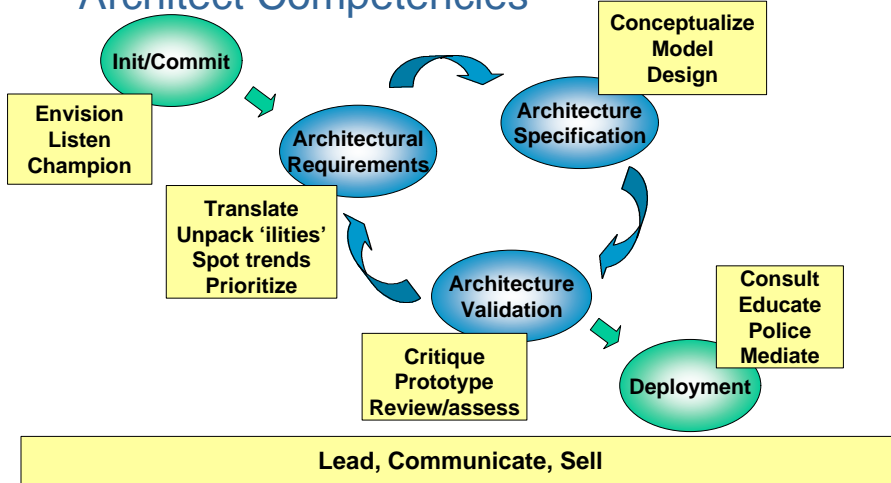 Architect Competencies
Init/Commit
Envision
Listen
Champion
Architectural
Requirements
Translate
Unpack ‘ilities’
Spot trends
Prioritize
Conceptualize
Model
Design
Architecture
Specification
Architecture
Validation
Critique
Prototype
Review/assess
Consult
Educate
Police
Mediate
Deployment
Lead, Communicate, Sell